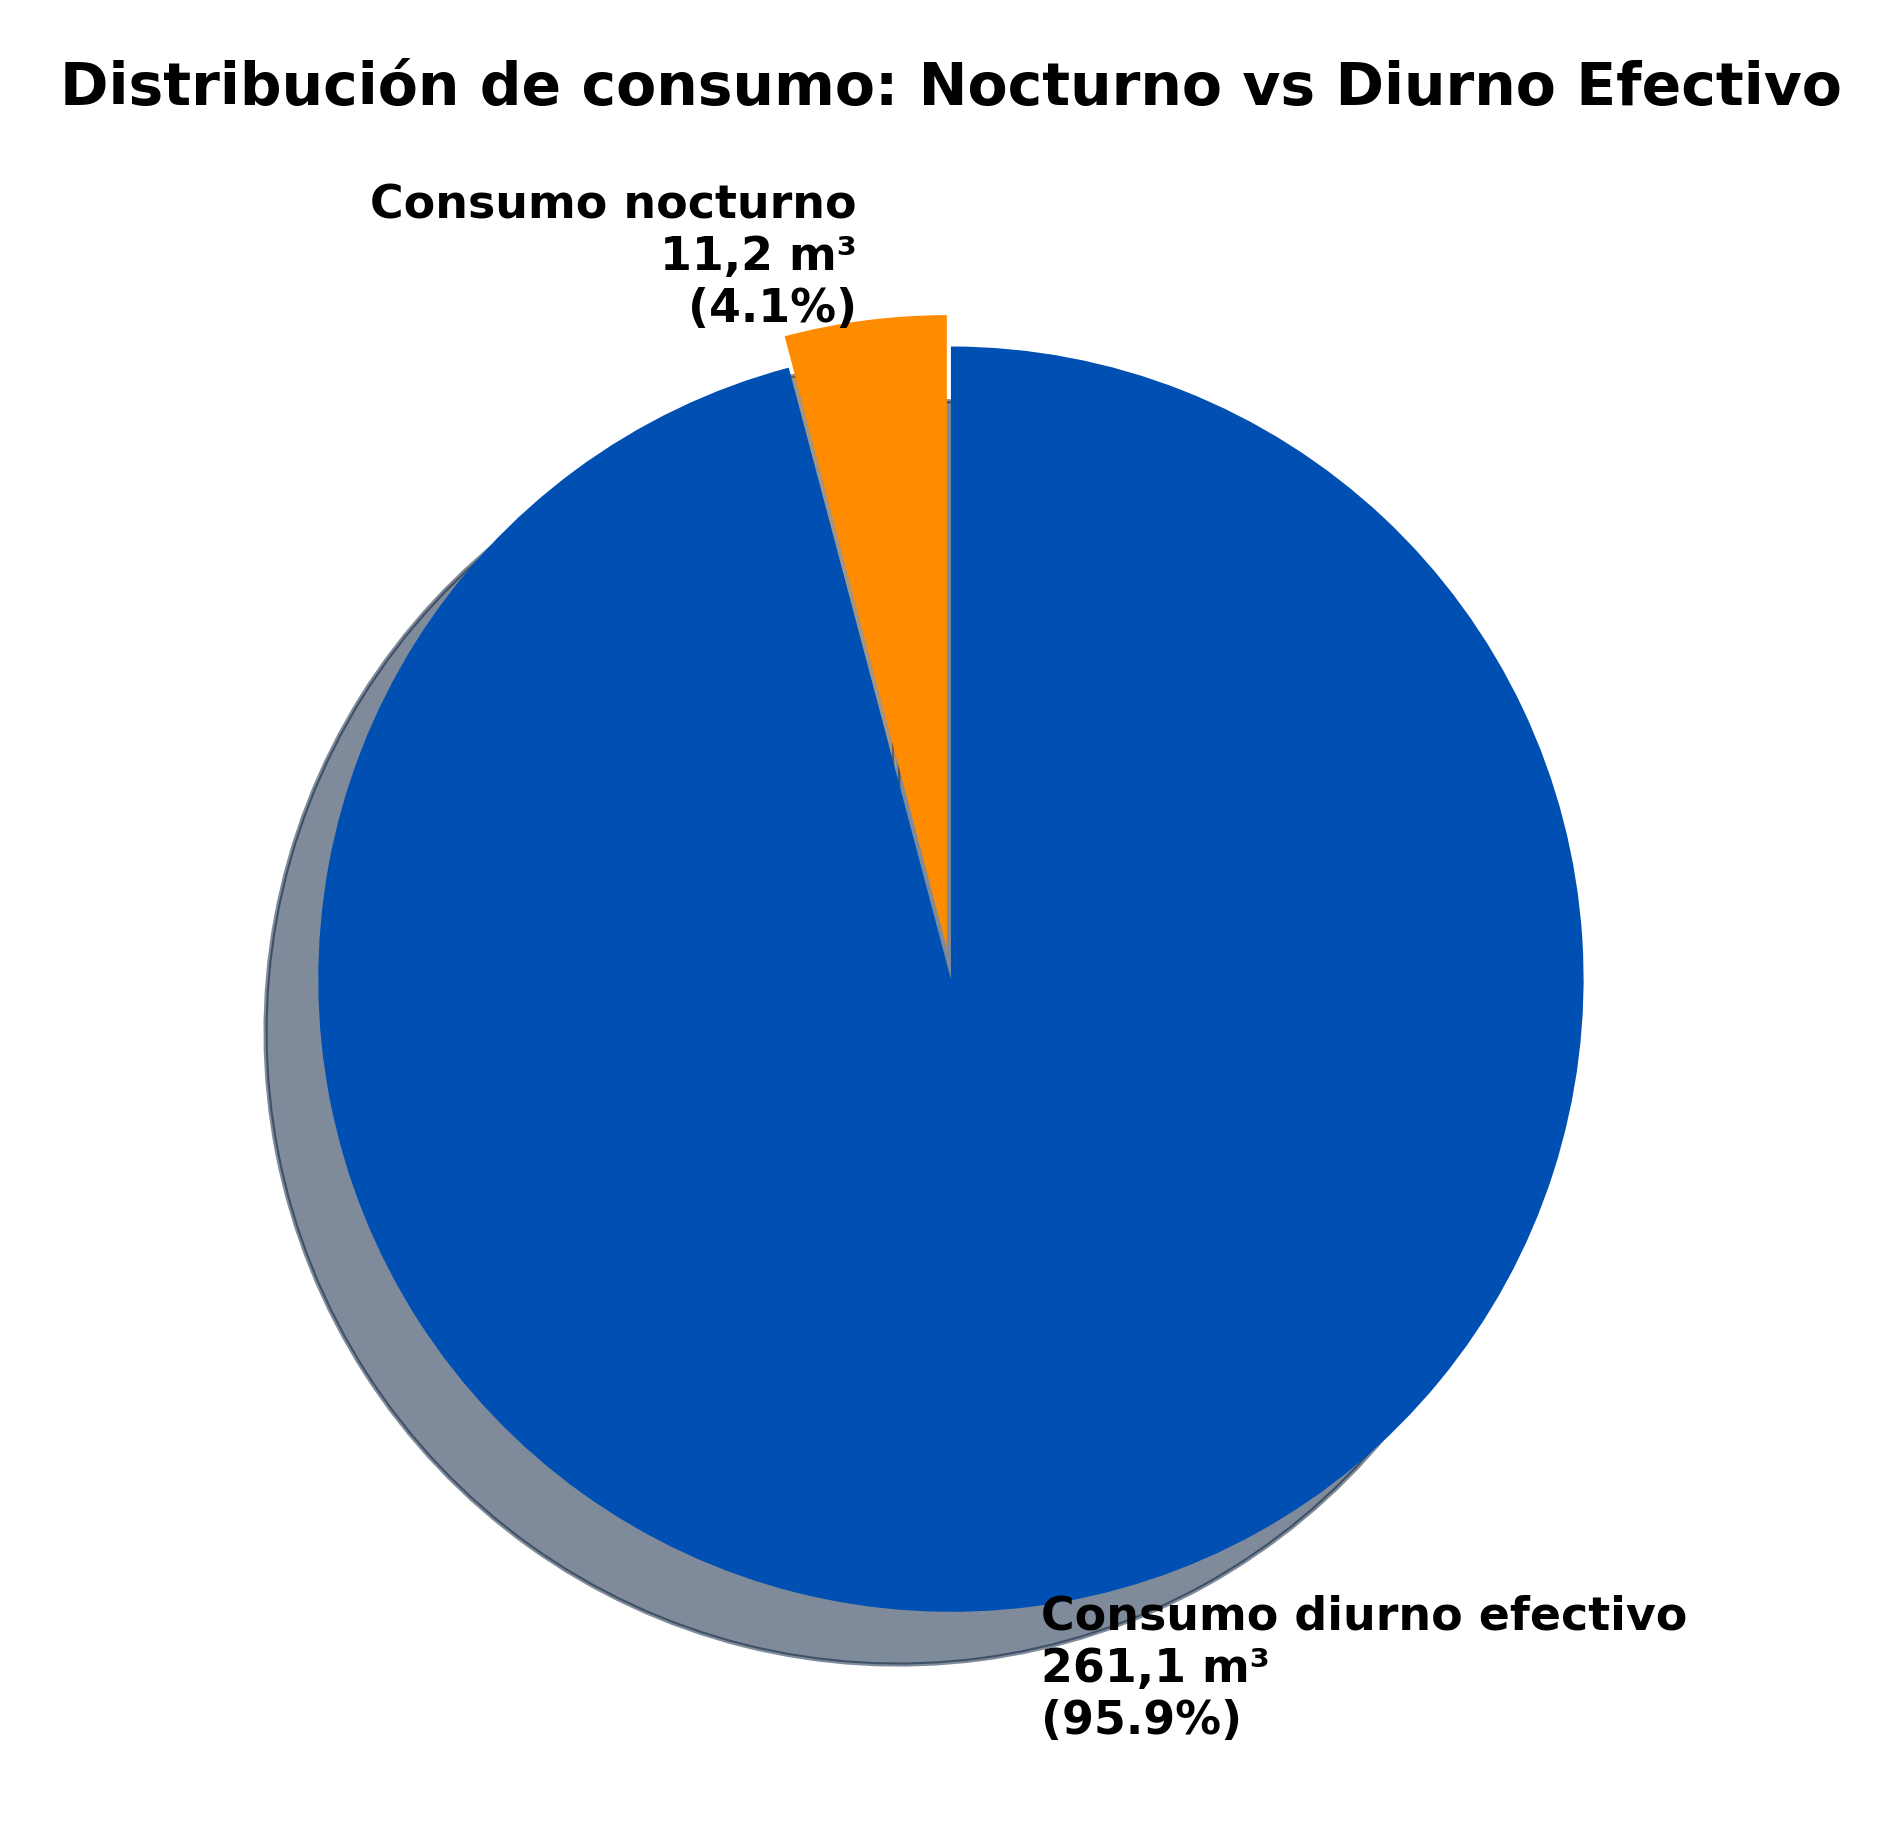 Distribución de consumo: Nocturno vs Diurno Efectivo
Consumo nocturno
11,2 m³
(4.1%)
Consumo diurno efectivo
261,1 m³
(95.9%)